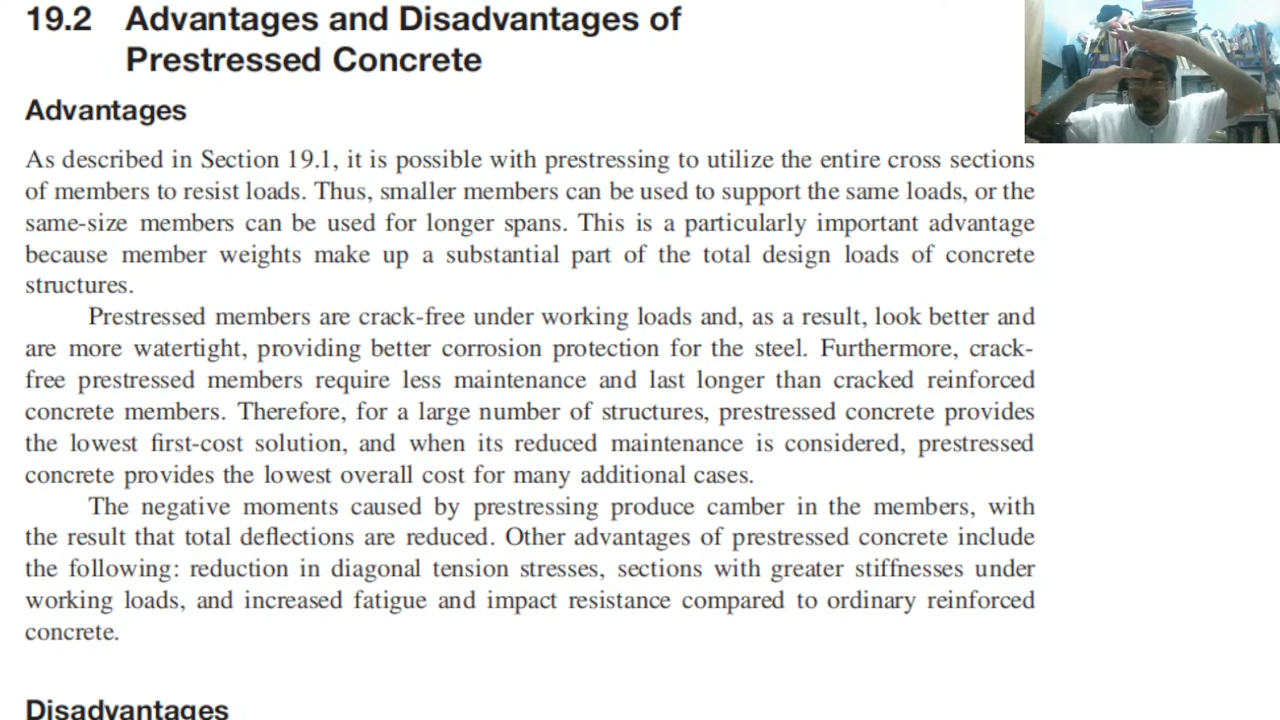 19.2 Advantages and Disadvantages of
Prestressed Concrete
Advantages
As described in Section 19.1, it is possible with prestressing to utilize the entire cross sections
of members to resist loads. Thus, smaller members can be used to support the same loads, or the
same-size members can be used for longer spans. This is a particularly important advantage
because member weights make up a substantial part of the total design loads of concrete
structures.
Prestressed members are crack-free under working loads and, as a result, look better and
are more watertight, providing better corrosion protection for the steel. Furthermore, crack-
free prestressed members require less maintenance and last longer than cracked reinforced
concrete members. Therefore, for a large number of structures, prestressed concrete provides
the lowest first-cost solution, and when its reduced maintenance is considered, prestressed
concrete provides the lowest overall cost for many additional cases.
The negative moments caused by prestressing produce camber in the members, with
the result that total deflections are reduced. Other advantages of prestressed concrete include
the following: reduction in diagonal tension stresses, sections with greater stiffnesses under
working loads, and increased fatigue and impact resistance compared to ordinary reinforced
concrete.
Disadvantages